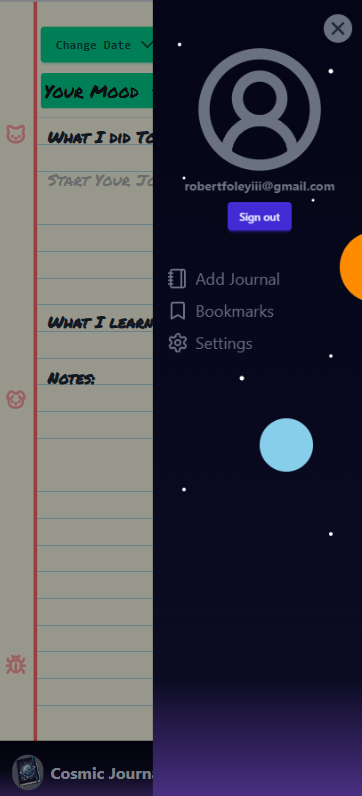 Change Date
Your Mood
What I did To
Start Your Jo
What I learn
Notes:
Cosmic Journa
robertfoleyiii@gmail.com
Sign out
Add Journal
Bookmarks
Settings